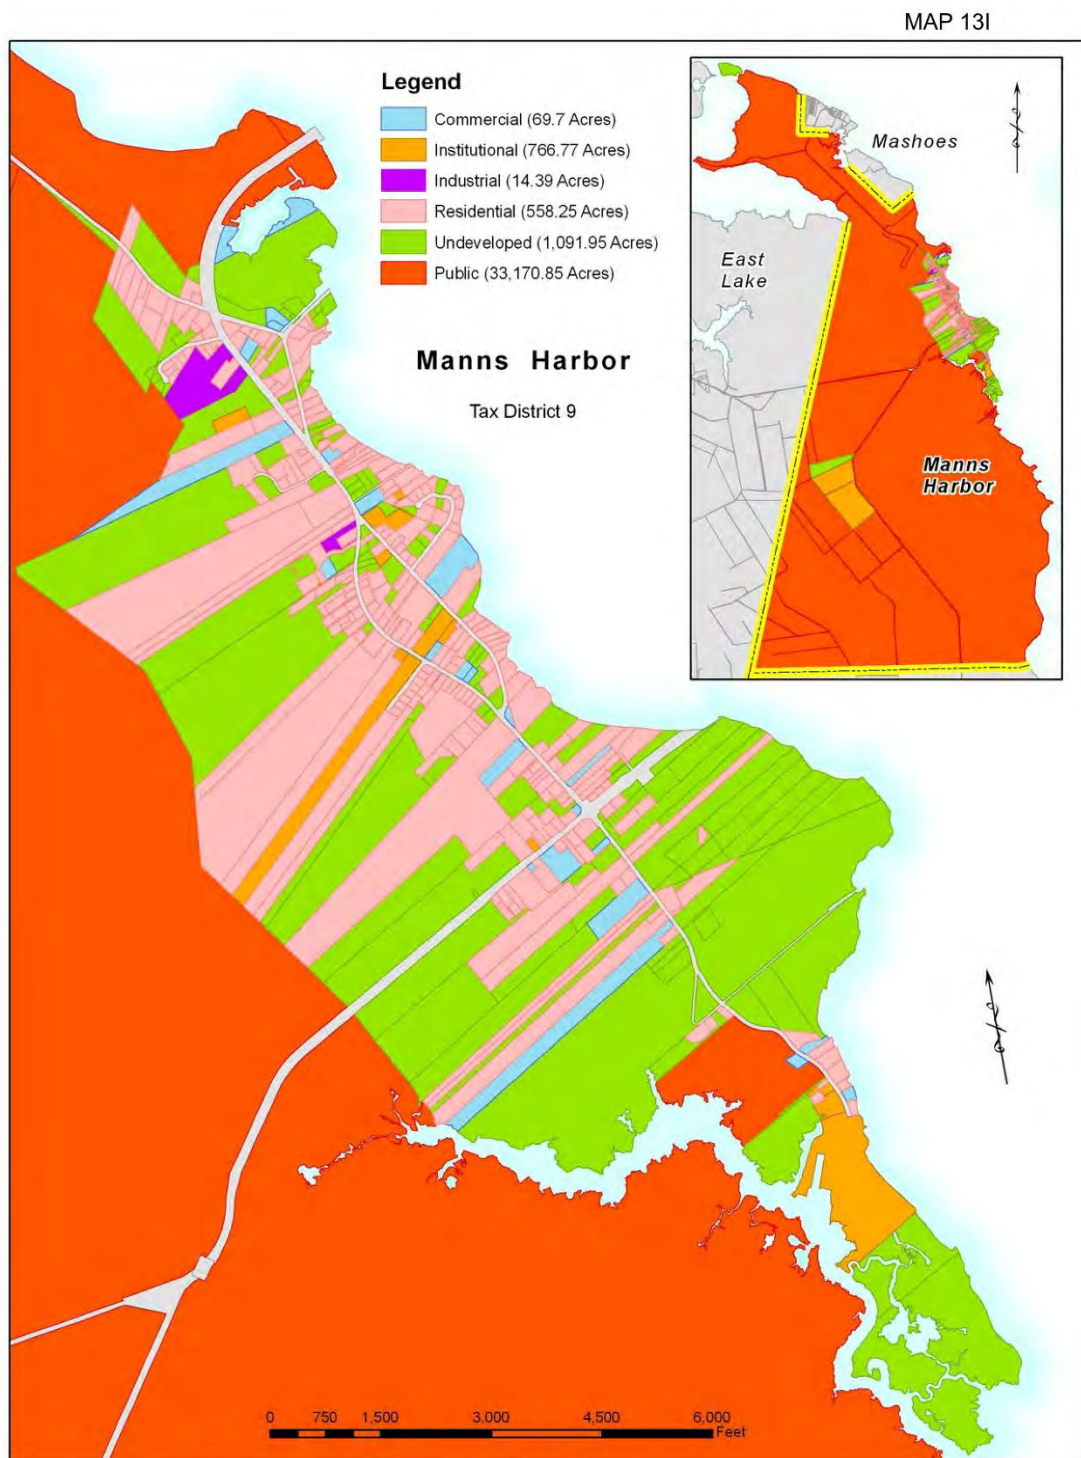 MAP 13I
Legend
Commercial (69.7 Acres)
Institutional (766.77 Acres)
Industrial (14.39 Acres)
Residential (558.25 Acres)
Undeveloped (1,091.95 Acres)
Public (33,170.85 Acres)
Manns Harbor
Tax District 9
Mashoes
East
Lake
Manns
Harbor
0 750 1,500 3,000 4,500 6,000
Feet